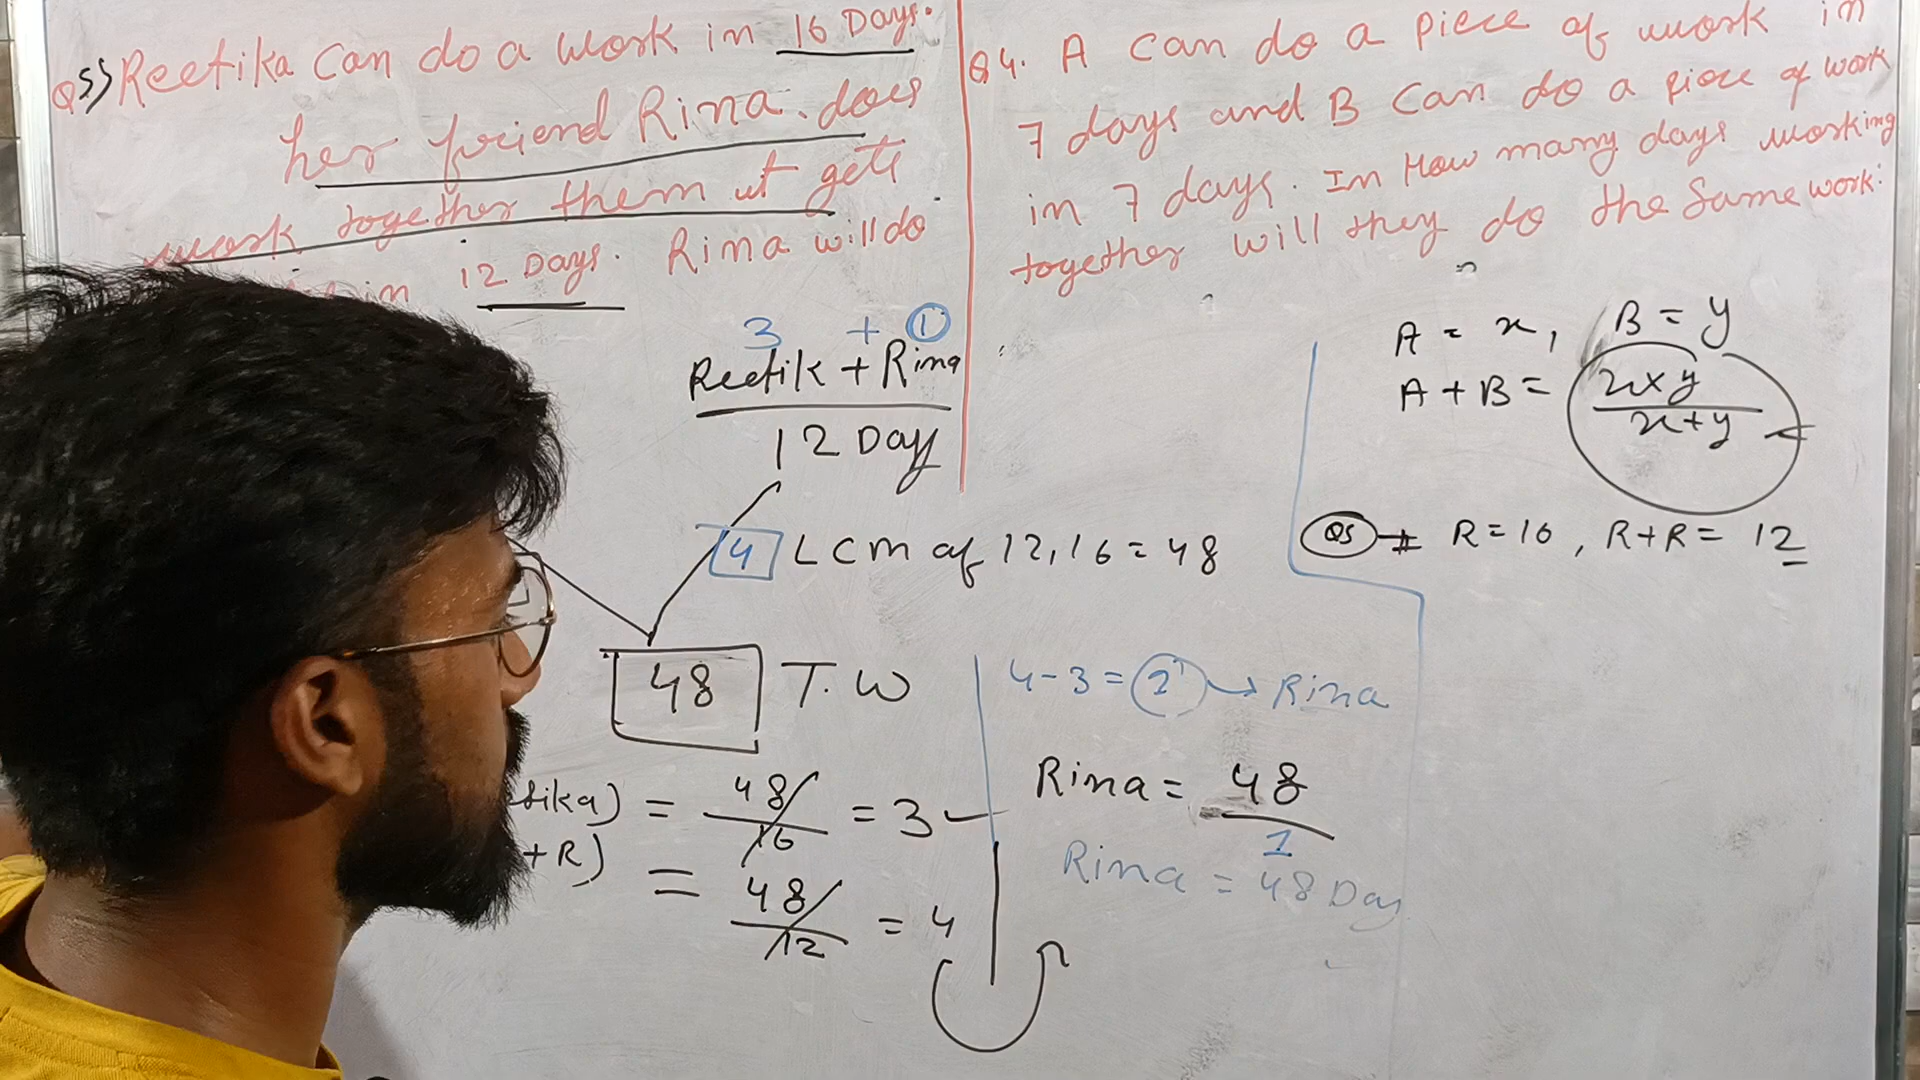 Q5) Reetika can do a work in 16 Days.
her friend Rina. does
work together them ut gets
in 12 Days. Rina will do
3 + 1
Reetik + Rina
12 Day
4 LCM of 12,16 = 48
48 T.W
etika) = 48/16 = 3
+R) = 48/12 = 4
4-3 = 2 → Rina
Rina = 48
1
Rina = 48 Day
Q4. A can do a piece of work in
7 days and B can do a piece of work
in 7 days. In How many days working
together will they do the same work:
A = x, B = y
A + B = x×y
x+y
Q5 → R = 16, R+R = 12